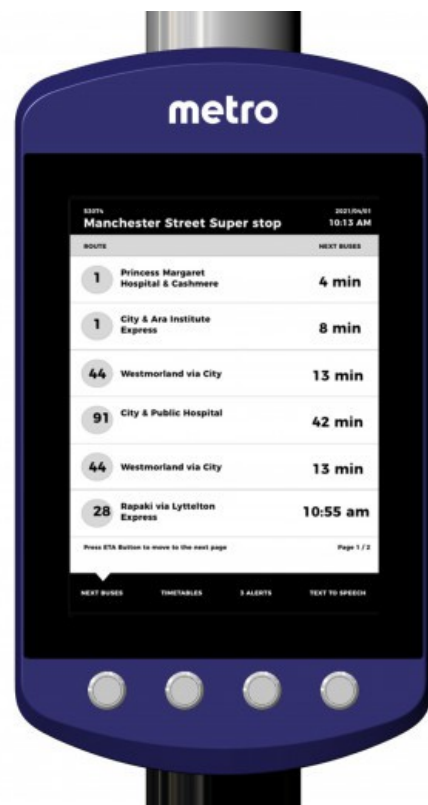 metro
53074
2021/04/01
Manchester Street Super stop
10:13 AM
ROUTE
NEXT BUSES
1
Princess Margaret
Hospital & Cashmere
4 min
1
City & Ara Institute
Express
8 min
44
Westmorland via City
13 min
91
City & Public Hospital
42 min
44
Westmorland via City
13 min
28
Rapaki via Lyttelton
Express
10:55 am
Press ETA Button to move to the next page
Page 1 / 2
NEXT BUSES
TIMETABLES
3 ALERTS
TEXT TO SPEECH